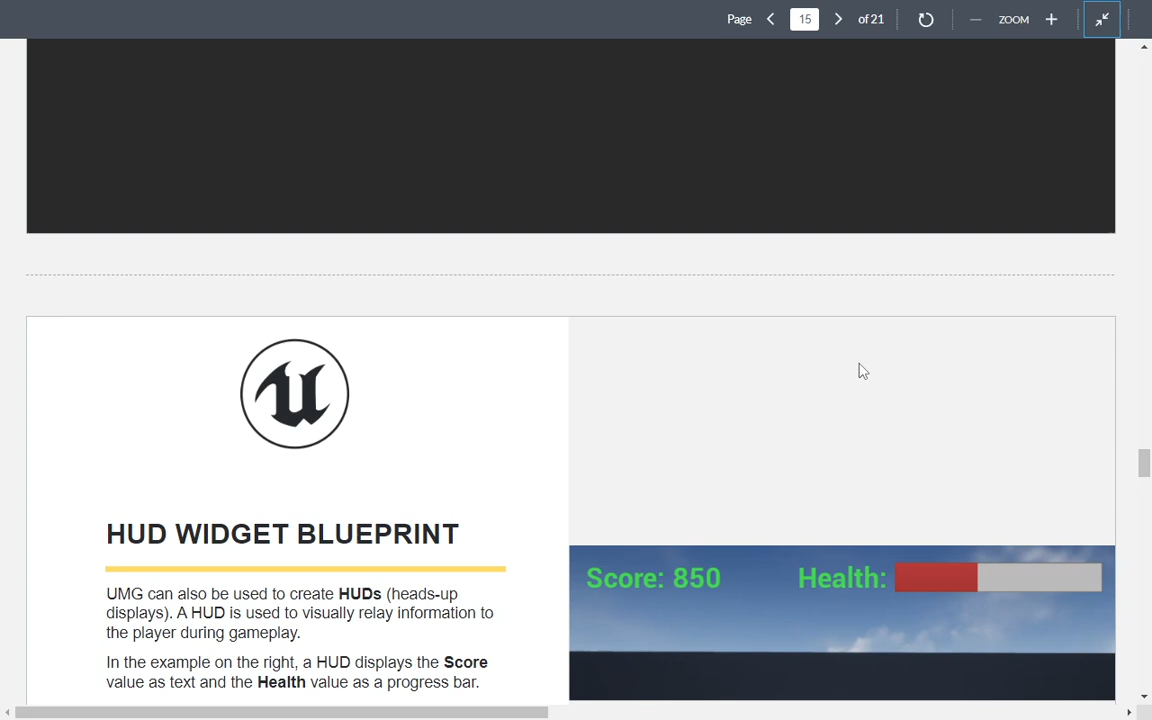 Page 15 of 21 ZOOM
HUD WIDGET BLUEPRINT
UMG can also be used to create HUDs (heads-up
displays). A HUD is used to visually relay information to
the player during gameplay.
In the example on the right, a HUD displays the Score
value as text and the Health value as a progress bar.
Score: 850 Health: